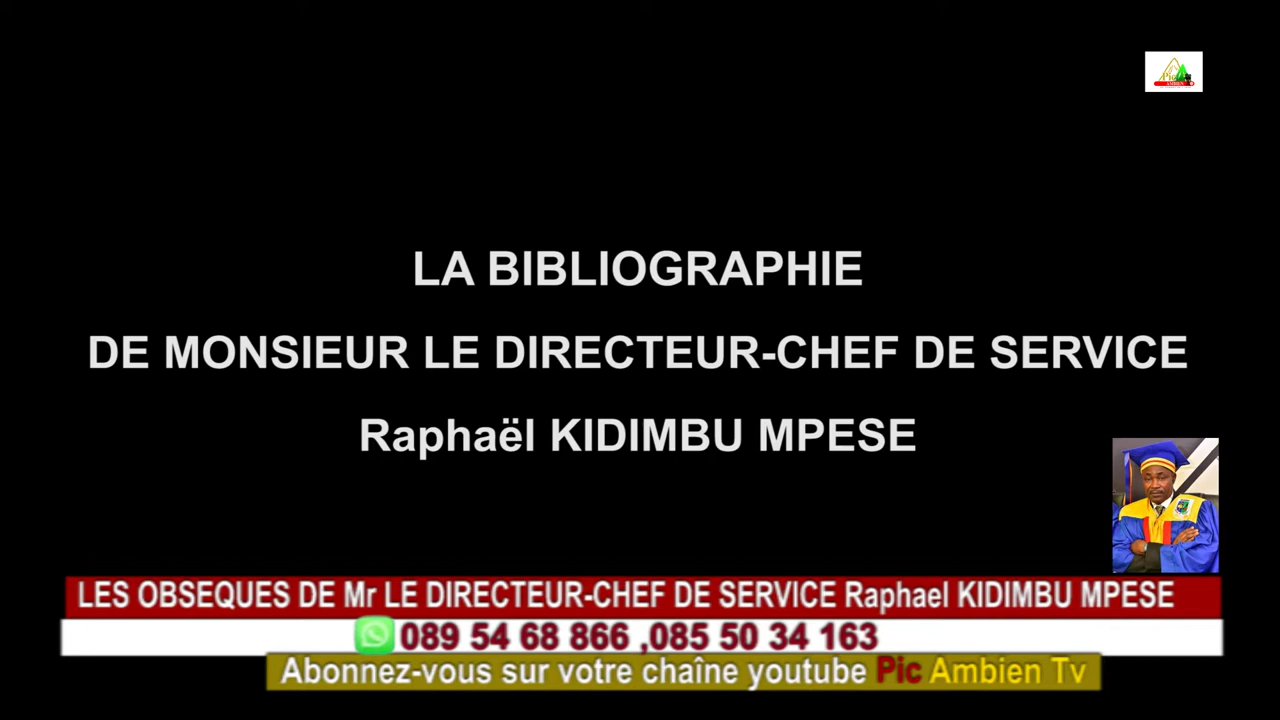 Pic
AMBIEN
LA BIBLIOGRAPHIE
DE MONSIEUR LE DIRECTEUR-CHEF DE SERVICE
Raphaël KIDIMBU MPESE
LES OBSEQUES DE Mr LE DIRECTEUR-CHEF DE SERVICE Raphael KIDIMBU MPESE
089 54 68 866 ,085 50 34 163
Abonnez-vous sur votre chaîne youtube Pic Ambien Tv